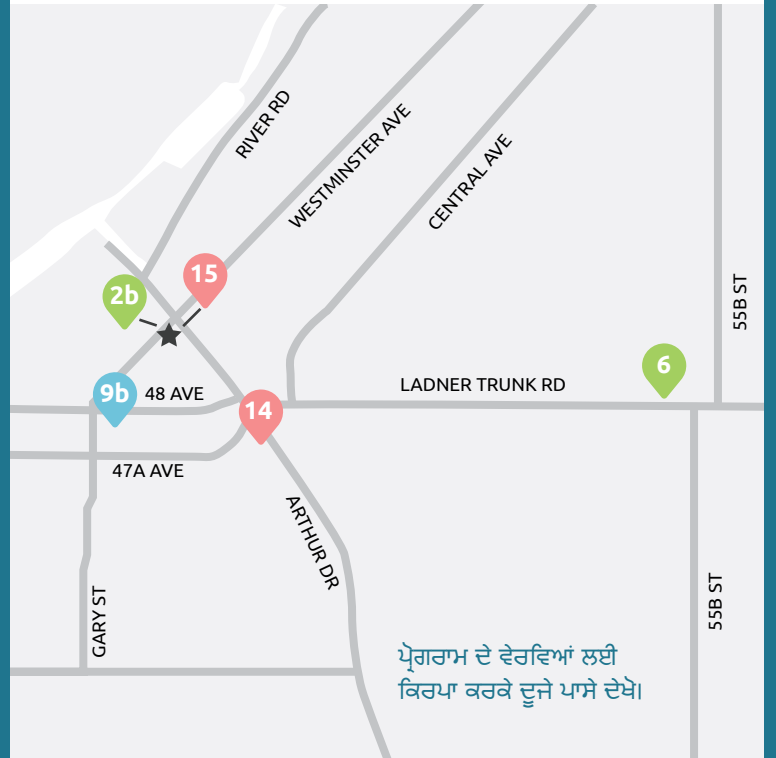 RIVER RD
WESTMINSTER AVE
CENTRAL AVE
15
2b
55B ST
6
9b
48 AVE
14
LADNER TRUNK RD
47A AVE
ARTHUR DR
GARY ST
55B ST
ਪ੍ਰੋਗਰਾਮ ਦੇ ਵੇਰਵਿਆਂ ਲਈ
ਕਿਰਪਾ ਕਰਕੇ ਦੂਜੇ ਪਾਸੇ ਦੇਖੋ।